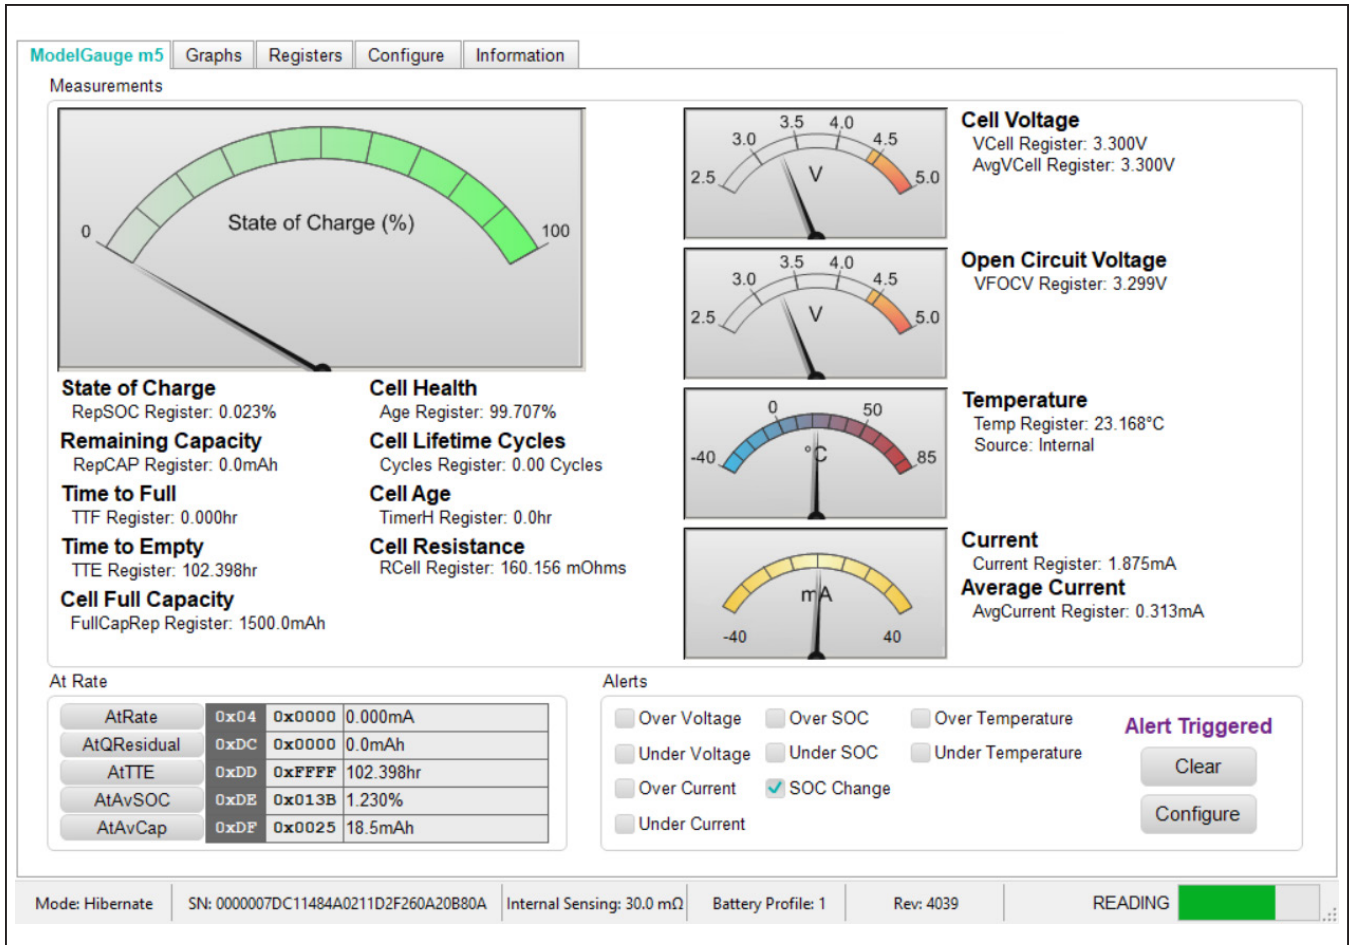 ModelGauge m5 Graphs Registers Configure Information
Measurements
0
State of Charge (%)
100
State of Charge
RepSOC Register: 0.023%
Remaining Capacity
RepCAP Register: 0.0mAh
Time to Full
TTF Register: 0.000hr
Time to Empty
TTE Register: 102.398hr
Cell Full Capacity
FullCapRep Register: 1500.0mAh
Cell Health
Age Register: 99.707%
Cell Lifetime Cycles
Cycles Register: 0.00 Cycles
Cell Age
TimerH Register: 0.0hr
Cell Resistance
RCell Register: 160.156 mOhms
2.5 3.0 3.5 4.0 4.5 5.0
V
Cell Voltage
VCell Register: 3.300V
AvgVCell Register: 3.300V
2.5 3.0 3.5 4.0 4.5 5.0
V
Open Circuit Voltage
VFOCV Register: 3.299V
-40 0 50 85
°C
Temperature
Temp Register: 23.168°C
Source: Internal
mA
-40 40
Current
Current Register: 1.875mA
Average Current
AvgCurrent Register: 0.313mA
At Rate
AtRate 0x04 0x0000 0.000mA
AtQResidual 0xDC 0x0000 0.0mAh
AtTTE 0xDD 0xFFFF 102.398hr
AtAvSOC 0xDE 0x013B 1.230%
AtAvCap 0xDF 0x0025 18.5mAh
Alerts
Over Voltage Over SOC Over Temperature
Under Voltage Under SOC Under Temperature
Over Current SOC Change
Under Current
Alert Triggered
Clear
Configure
Mode: Hibernate SN: 0000007DC11484A0211D2F260A20B80A Internal Sensing: 30.0 mΩ Battery Profile: 1 Rev: 4039 READING